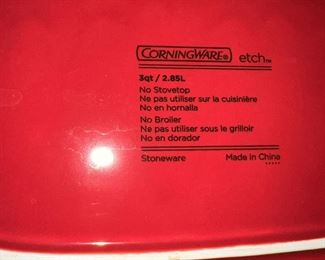 CORNINGWARE® etch™
3qt / 2.85L
No Stovetop
Ne pas utiliser sur la cuisinière
No en hornalla
No Broiler
Ne pas utiliser sous le grilloir
No en dorador
Stoneware Made in China